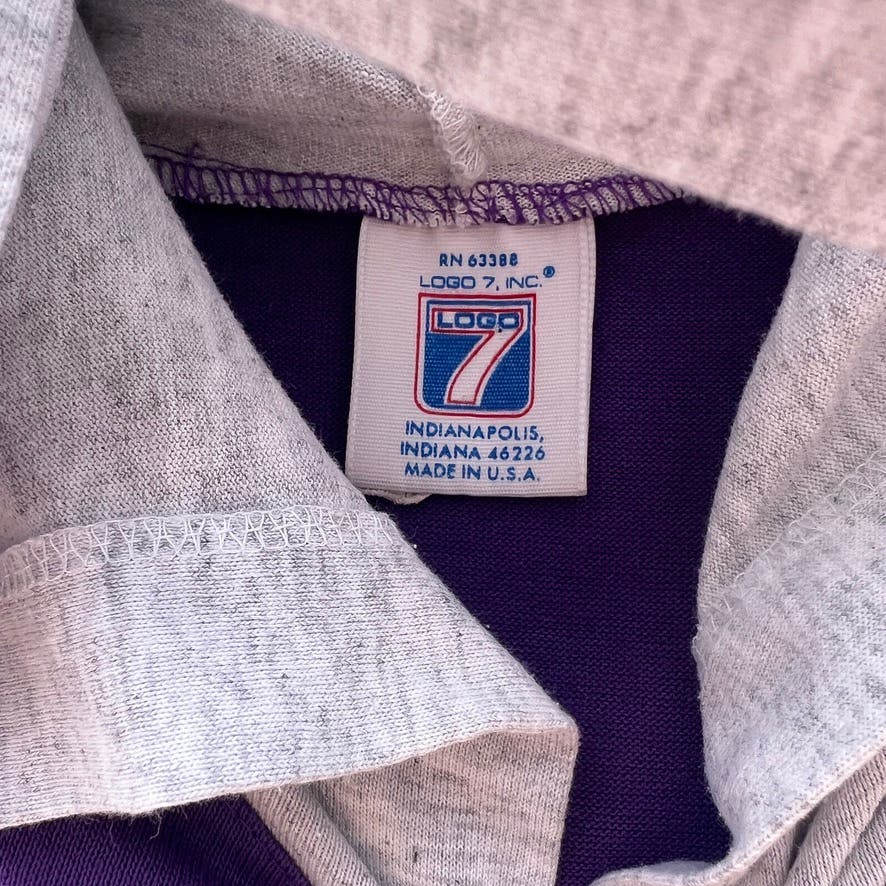 RN 63388
LOGO 7, INC.®
LOGO
7
INDIANAPOLIS,
INDIANA 46226
MADE IN U.S.A.